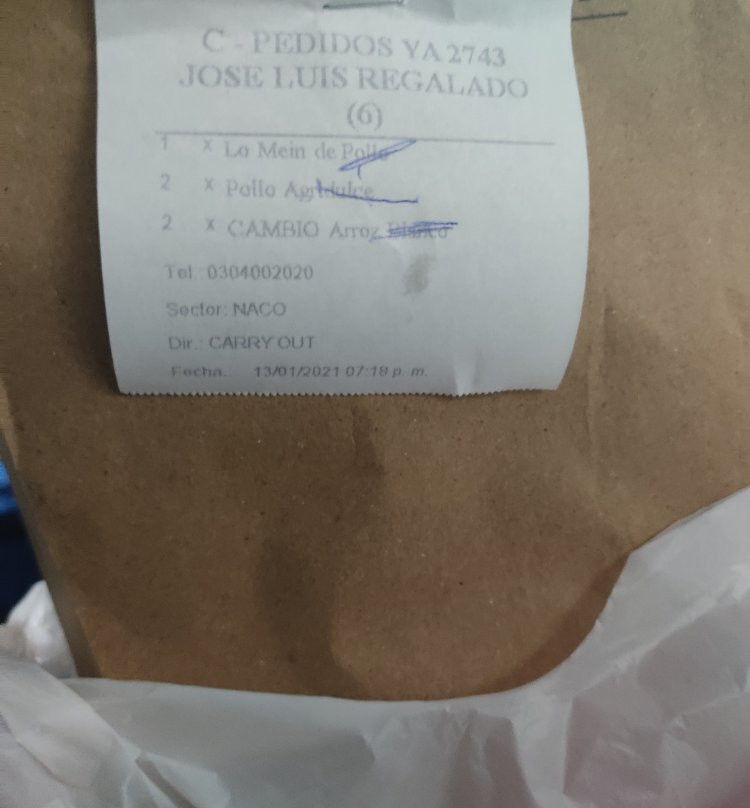 C - PEDIDOS YA 2743
JOSE LUIS REGALADO
(6)
1 x Lo Mein de Pollo
2 x Pollo Agridulce
2 x CAMBIO Arroz Blanco
Tel: 0304002020
Sector: NACO
Dir.: CARRY OUT
Fecha: 13/01/2021 07:18 p. m.